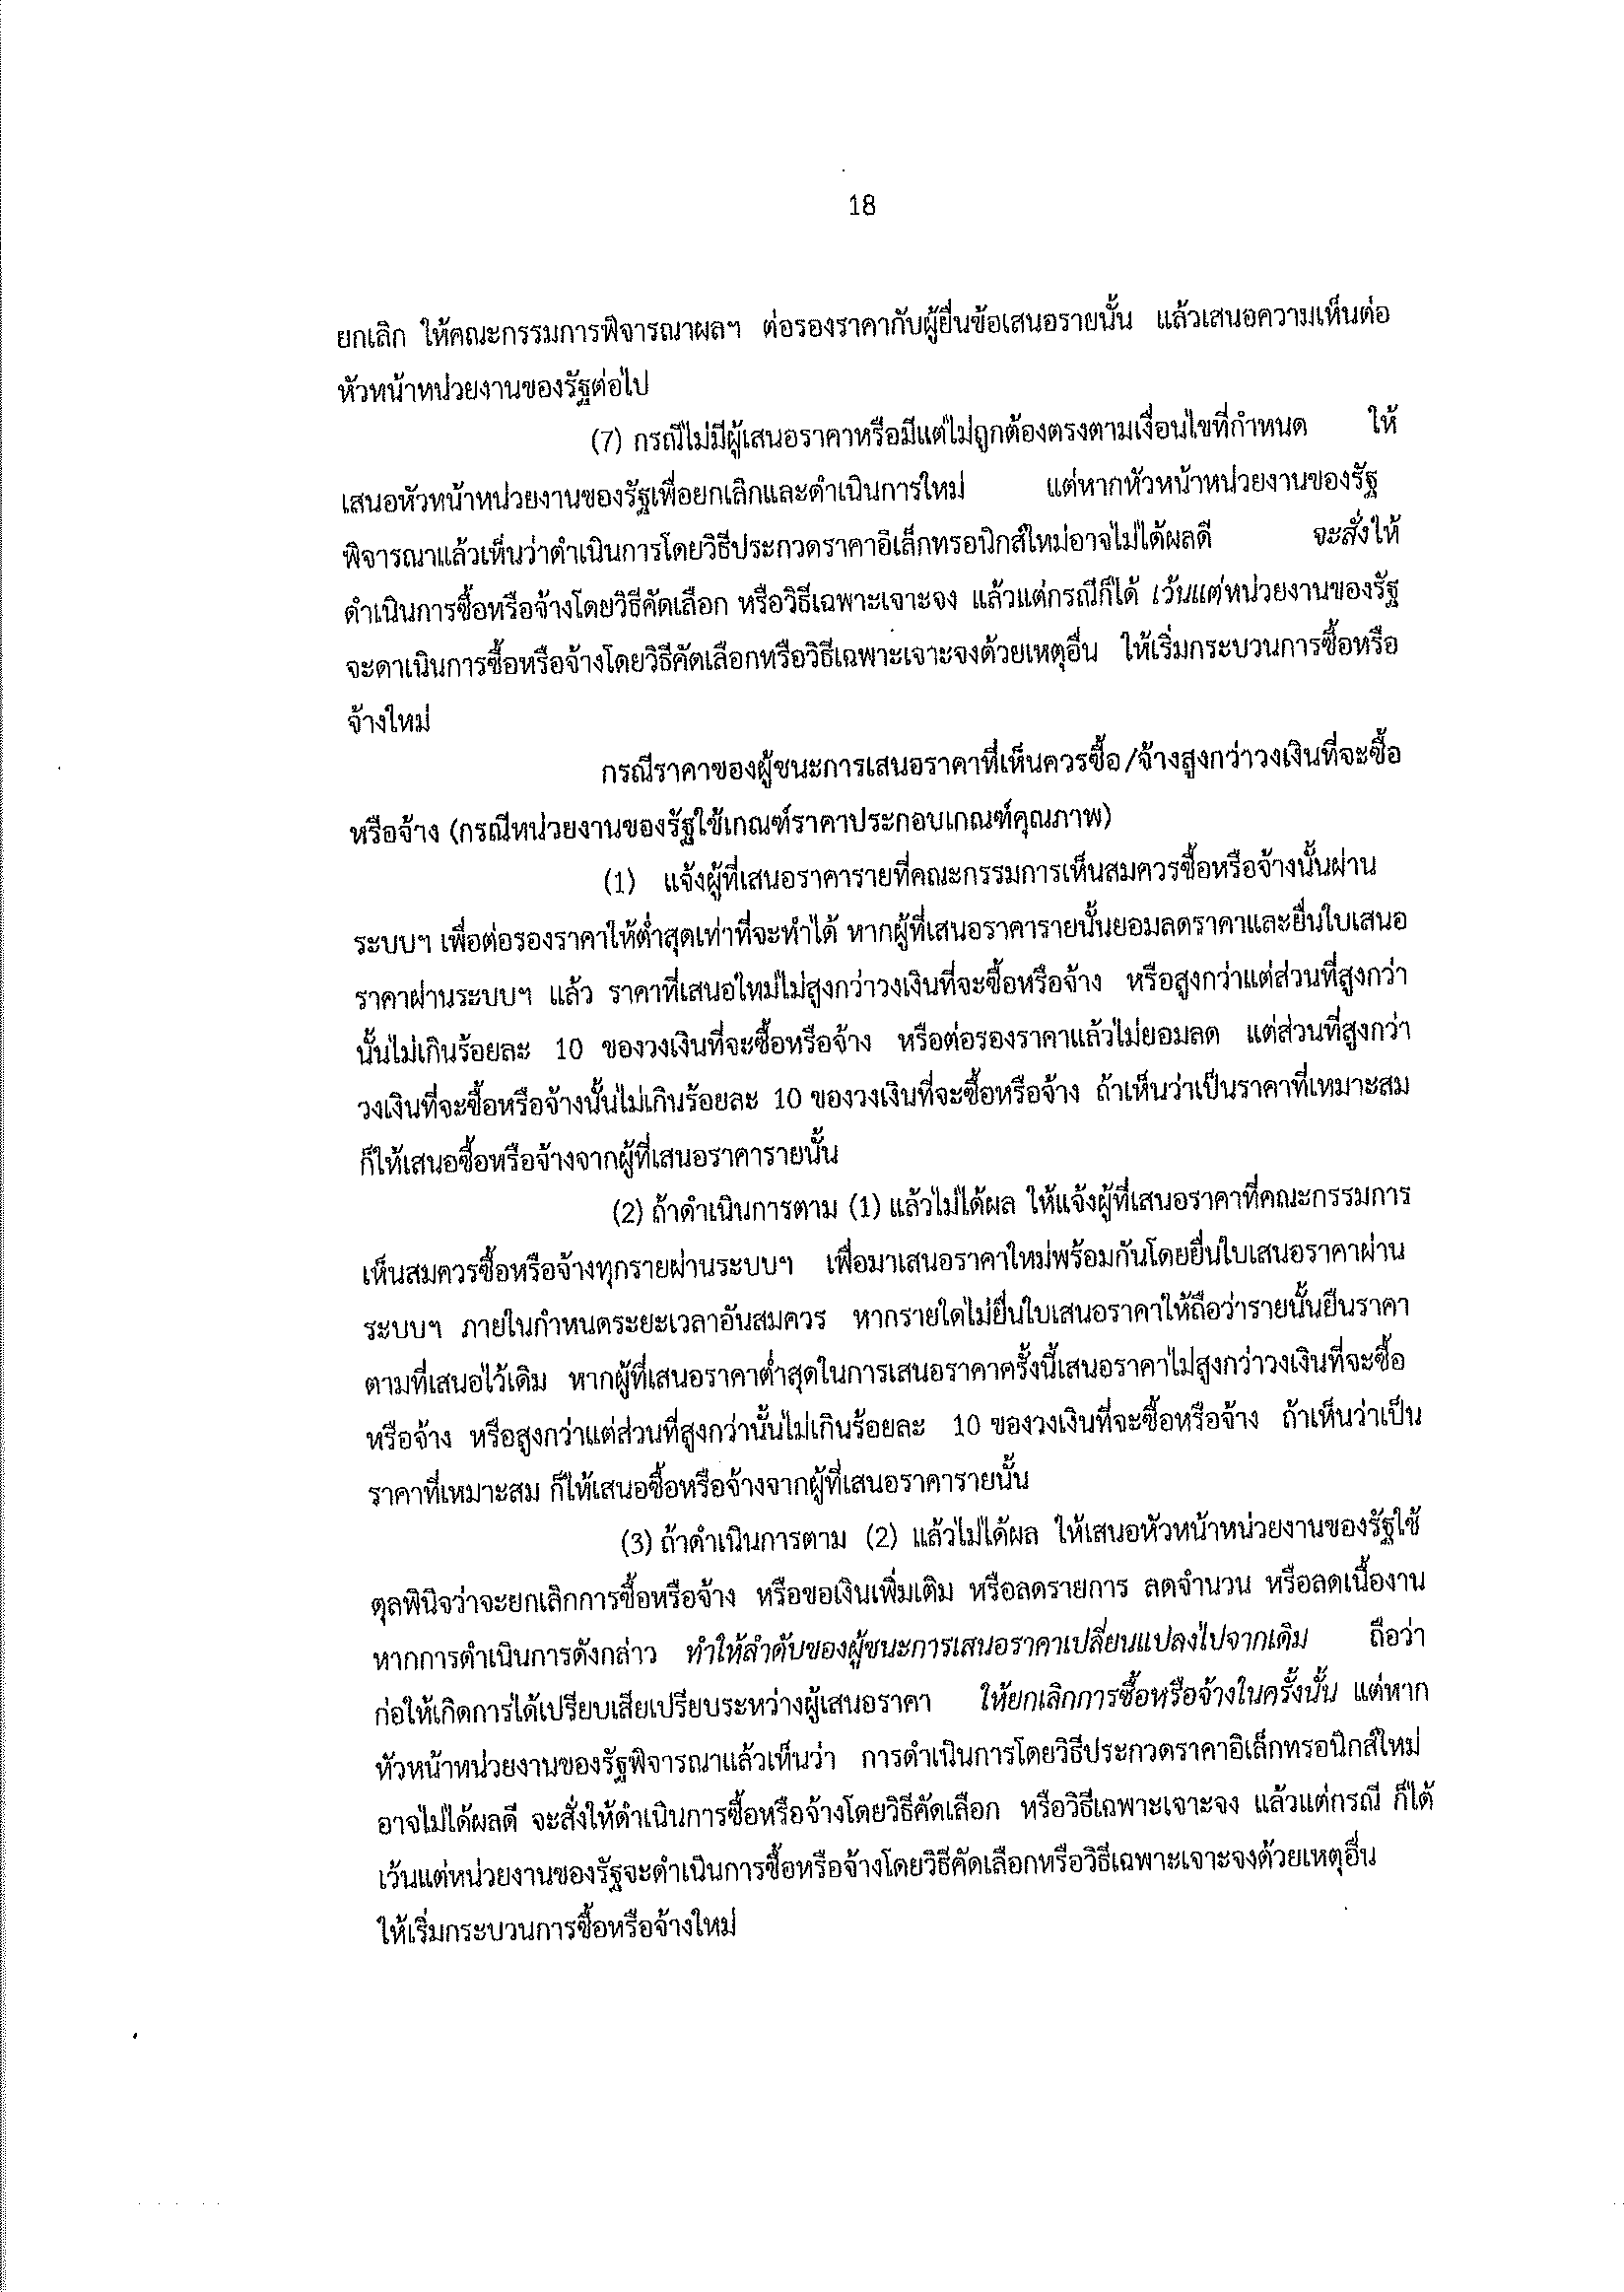 18
ยกเลิก ให้คณะกรรมการพิจารณาผลฯ ต่อรองราคากับผู้ยื่นข้อเสนอรายนั้น แล้วเสนอความเห็นต่อ
หัวหน้าหน่วยงานของรัฐต่อไป
(7) กรณีไม่มีผู้เสนอราคาหรือมีแต่ไม่ถูกต้องตรงตามเงื่อนไขที่กำหนด ให้
เสนอหัวหน้าหน่วยงานของรัฐเพื่อยกเลิกและดำเนินการใหม่ แต่หากหัวหน้าหน่วยงานของรัฐ
พิจารณาแล้วเห็นว่าดำเนินการโดยวิธีประกวดราคาอิเล็กทรอนิกส์ใหม่อาจไม่ได้ผลดี จะสั่งให้
ดำเนินการซื้อหรือจ้างโดยวิธีคัดเลือก หรือวิธีเฉพาะเจาะจง แล้วแต่กรณีก็ได้ เว้นแต่หน่วยงานของรัฐ
จะดาเนินการซื้อหรือจ้างโดยวิธีคัดเลือกหรือวิธีเฉพาะเจาะจงด้วยเหตุอื่น ให้เริ่มกระบวนการซื้อหรือ
จ้างใหม่
กรณีราคาของผู้ชนะการเสนอราคาที่เห็นควรซื้อ/จ้างสูงกว่าวงเงินที่จะซื้อ
หรือจ้าง (กรณีหน่วยงานของรัฐใช้เกณฑ์ราคาประกอบเกณฑ์คุณภาพ)
(1) แจ้งผู้ที่เสนอราคารายที่คณะกรรมการเห็นสมควรซื้อหรือจ้างนั้นผ่าน
ระบบฯ เพื่อต่อรองราคาให้ต่ำสุดเท่าที่จะทำได้ หากผู้ที่เสนอราคารายนั้นยอมลดราคาและยื่นใบเสนอ
ราคาผ่านระบบฯ แล้ว ราคาที่เสนอใหม่ไม่สูงกว่าวงเงินที่จะซื้อหรือจ้าง หรือสูงกว่าแต่ส่วนที่สูงกว่า
นั้นไม่เกินร้อยละ 10 ของวงเงินที่จะซื้อหรือจ้าง หรือต่อรองราคาแล้วไม่ยอมลด แต่ส่วนที่สูงกว่า
วงเงินที่จะซื้อหรือจ้างนั้นไม่เกินร้อยละ 10 ของวงเงินที่จะซื้อหรือจ้าง ถ้าเห็นว่าเป็นราคาที่เหมาะสม
ก็ให้เสนอซื้อหรือจ้างจากผู้ที่เสนอราคารายนั้น
(2) ถ้าดำเนินการตาม (1) แล้วไม่ได้ผล ให้แจ้งผู้ที่เสนอราคาที่คณะกรรมการ
เห็นสมควรซื้อหรือจ้างทุกรายผ่านระบบฯ เพื่อมาเสนอราคาใหม่พร้อมกันโดยยื่นใบเสนอราคาผ่าน
ระบบฯ ภายในกำหนดระยะเวลาอันสมควร หากรายใดไม่ยื่นใบเสนอราคาให้ถือว่ารายนั้นยืนราคา
ตามที่เสนอไว้เดิม หากผู้ที่เสนอราคาต่ำสุดในการเสนอราคาครั้งนี้เสนอราคาไม่สูงกว่าวงเงินที่จะซื้อ
หรือจ้าง หรือสูงกว่าแต่ส่วนที่สูงกว่านั้นไม่เกินร้อยละ 10 ของวงเงินที่จะซื้อหรือจ้าง ถ้าเห็นว่าเป็น
ราคาที่เหมาะสม ก็ให้เสนอซื้อหรือจ้างจากผู้ที่เสนอราคารายนั้น
(3) ถ้าดำเนินการตาม (2) แล้วไม่ได้ผล ให้เสนอหัวหน้าหน่วยงานของรัฐใช้
ดุลพินิจว่าจะยกเลิกการซื้อหรือจ้าง หรือขอเงินเพิ่มเติม หรือลดรายการ ลดจำนวน หรือลดเนื้องาน
หากการดำเนินการดังกล่าว ทำให้ลำดับของผู้ชนะการเสนอราคาเปลี่ยนแปลงไปจากเดิม ถือว่า
ก่อให้เกิดการได้เปรียบเสียเปรียบระหว่างผู้เสนอราคา ให้ยกเลิกการซื้อหรือจ้างในครั้งนั้น แต่หาก
หัวหน้าหน่วยงานของรัฐพิจารณาแล้วเห็นว่า การดำเนินการโดยวิธีประกวดราคาอิเล็กทรอนิกส์ใหม่
อาจไม่ได้ผลดี จะสั่งให้ดำเนินการซื้อหรือจ้างโดยวิธีคัดเลือก หรือวิธีเฉพาะเจาะจง แล้วแต่กรณี ก็ได้
เว้นแต่หน่วยงานของรัฐจะดำเนินการซื้อหรือจ้างโดยวิธีคัดเลือกหรือวิธีเฉพาะเจาะจงด้วยเหตุอื่น
ให้เริ่มกระบวนการซื้อหรือจ้างใหม่